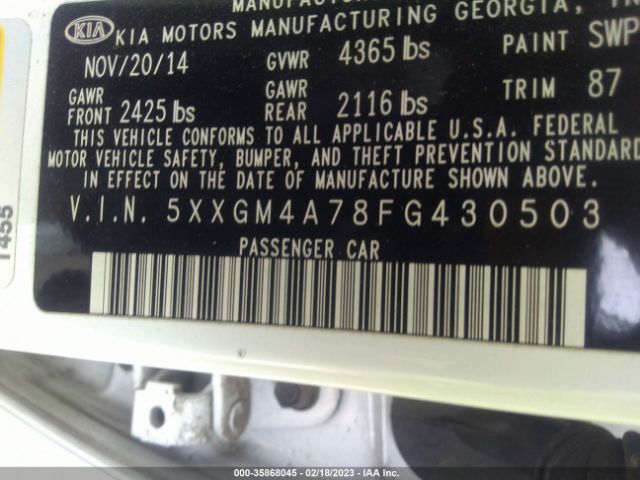 KIA KIA MOTORS MANUFACTURING GEORGIA,
NOV/20/14 GVWR 4365 lbs PAINT SWP
GAWR FRONT 2425 lbs GAWR REAR 2116 lbs TRIM 87
THIS VEHICLE CONFORMS TO ALL APPLICABLE U.S.A. FEDERAL
MOTOR VEHICLE SAFETY, BUMPER, AND THEFT PREVENTION STANDARD
IN EFFECT ON THE DATE OF MANUFACTURE SHOWN ABOVE.
V.I.N. 5XXGM4A78FG430503
PASSENGER CAR
1455
000-35868045 - 02/18/2023 - IAA Inc.